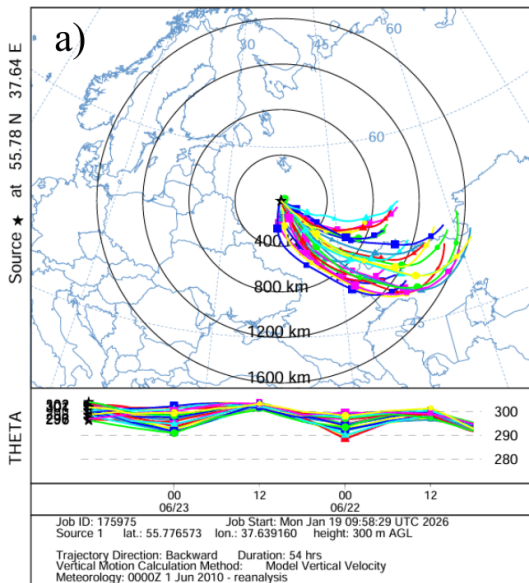 a)
30
45
60
60
Source ★ at 55.78 N 37.64 E
400 km
800 km
1200 km
1600 km
THETA
300
290
280
00
12
00
12
06/23
06/22
Job ID: 175975 Job Start: Mon Jan 19 09:58:29 UTC 2026
Source 1 lat.: 55.776573 lon.: 37.639160 height: 300 m AGL
Trajectory Direction: Backward Duration: 54 hrs
Vertical Motion Calculation Method: Model Vertical Velocity
Meteorology: 0000Z 1 Jun 2010 - reanalysis